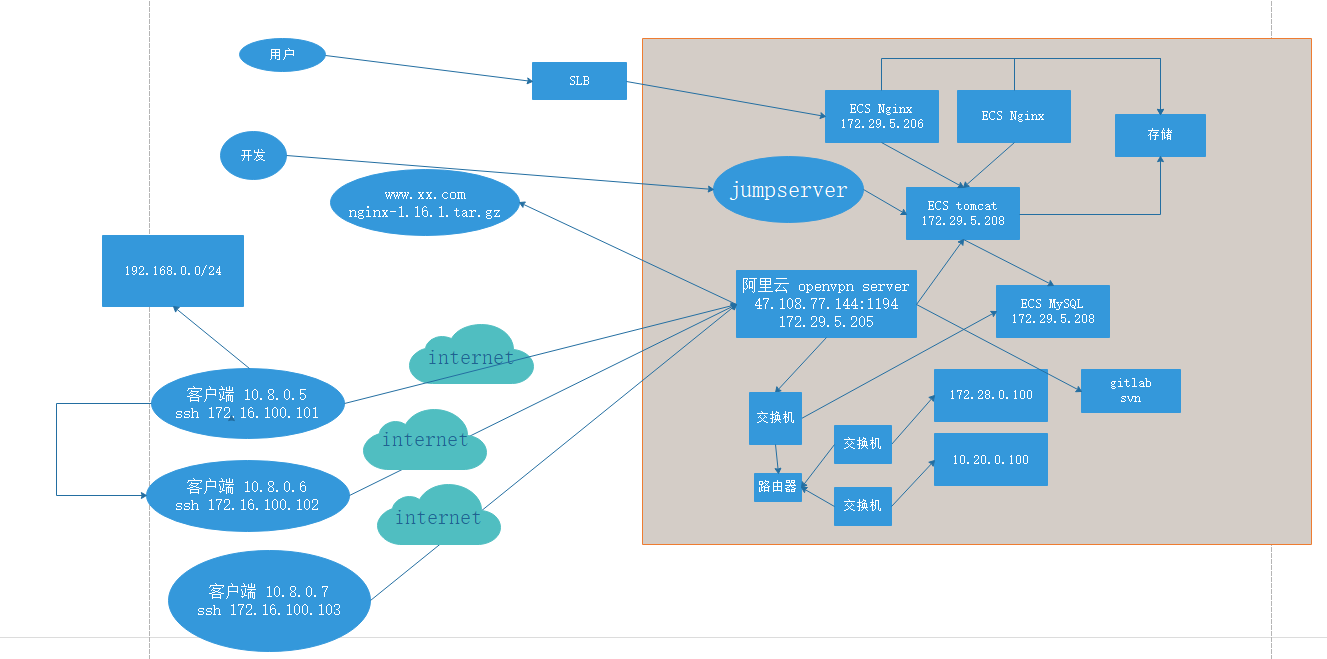 用户
SLB
ECS Nginx
172.29.5.206
ECS Nginx
存储
开发
jumpserver
www.xx.com
nginx-1.16.1.tar.gz
ECS tomcat
172.29.5.208
192.168.0.0/24
阿里云 openvpn server
47.108.77.144:1194
172.29.5.205
ECS MySQL
172.29.5.208
internet
客户端 10.8.0.5
ssh 172.16.100.101
交换机
172.28.0.100
gitlab
svn
internet
交换机
10.20.0.100
客户端 10.8.0.6
ssh 172.16.100.102
路由器
交换机
internet
客户端 10.8.0.7
ssh 172.16.100.103